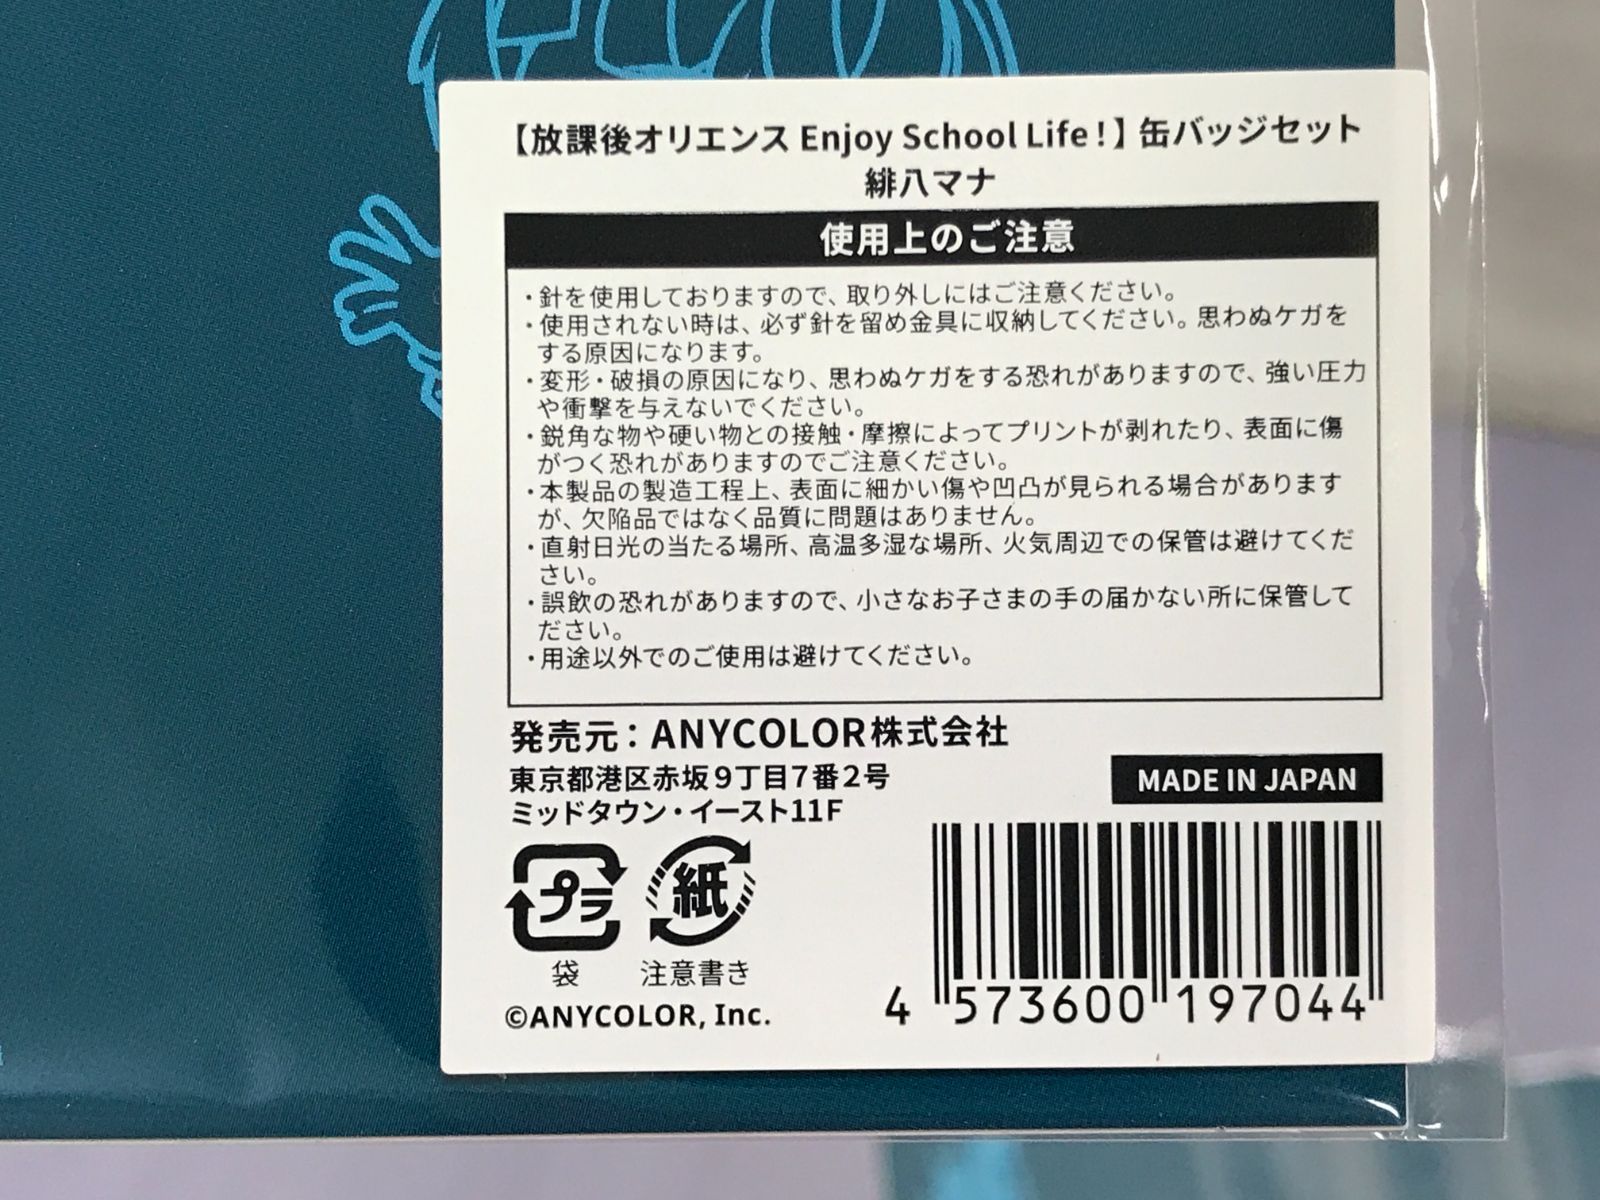 【放課後オリエンス Enjoy School Life！】缶バッジセット
緋八マナ
使用上のご注意
・針を使用しておりますので、取り外しにはご注意ください。
・使用されない時は、必ず針を留め金具に収納してください。思わぬケガを
する原因になります。
・変形・破損の原因になり、思わぬケガをする恐れがありますので、強い圧力
や衝撃を与えないでください。
・鋭角な物や硬い物との接触・摩擦によってプリントが剥れたり、表面に傷
がつく恐れがありますのでご注意ください。
・本製品の製造工程上、表面に細かい傷や凹凸が見られる場合があります
が、欠陥品ではなく品質に問題はありません。
・直射日光の当たる場所、高温多湿な場所、火気周辺での保管は避けてくだ
さい。
・誤飲の恐れがありますので、小さなお子さまの手の届かない所に保管して
ださい。
・用途以外でのご使用は避けてください。
発売元：ANYCOLOR株式会社
東京都港区赤坂9丁目7番2号
ミッドタウン・イースト11F
MADE IN JAPAN
プラ 紙
袋 注意書き
©ANYCOLOR, Inc.
4 573600 197044